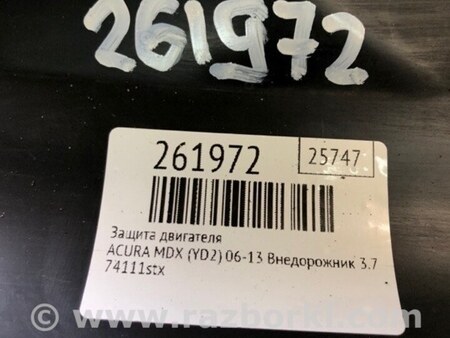 261972
261972
25747
Защита двигателя
ACURA MDX (YD2) 06-13 Внедорожник 3.7
74111stx
© www.razborki.com